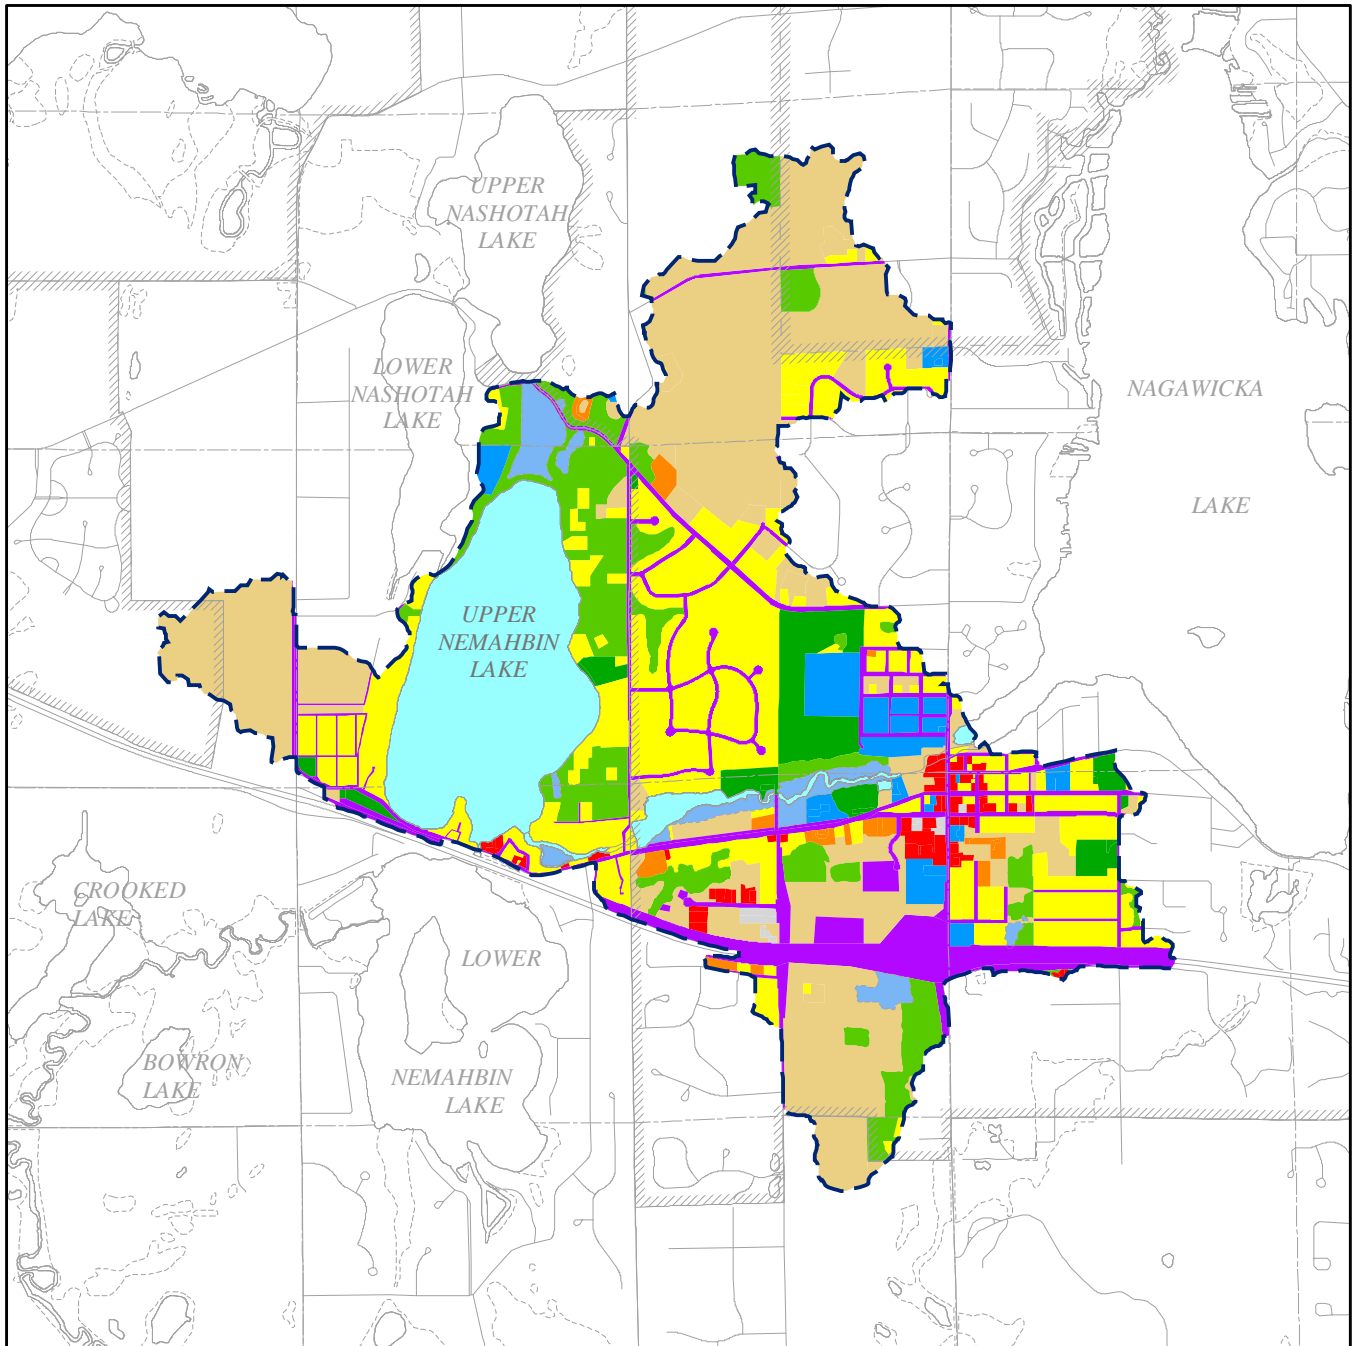 UPPER
NASHOTAH
LAKE
LOWER
NASHOTAH
LAKE
NAGAWICKA
LAKE
UPPER
NEMAHBIN
LAKE
CROOKED
LAKE
LOWER
BOWRON
LAKE
NEMAHBIN
LAKE